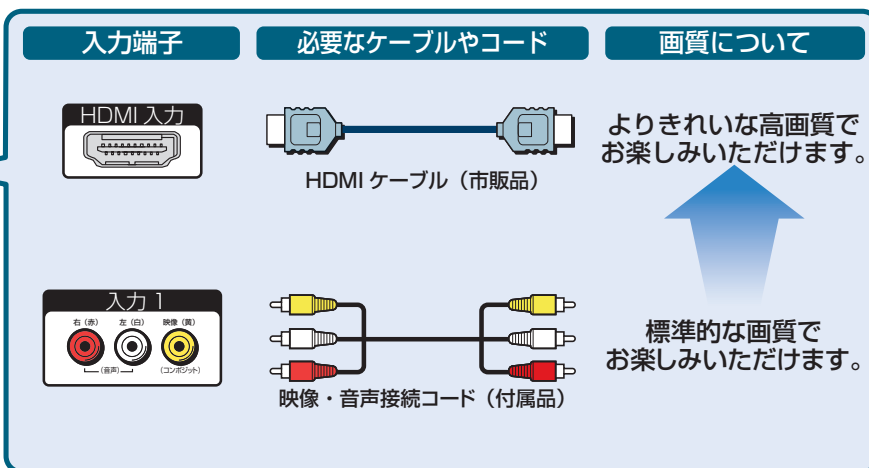 入力端子
必要なケーブルやコード
画質について
HDMI 入力
HDMI ケーブル（市販品）
よりきれいな高画質で
お楽しみいただけます。
入力 1
右（赤） 左（白） 映像（黄）
（音声） （コンポジット）
映像・音声接続コード（付属品）
標準的な画質で
お楽しみいただけます。